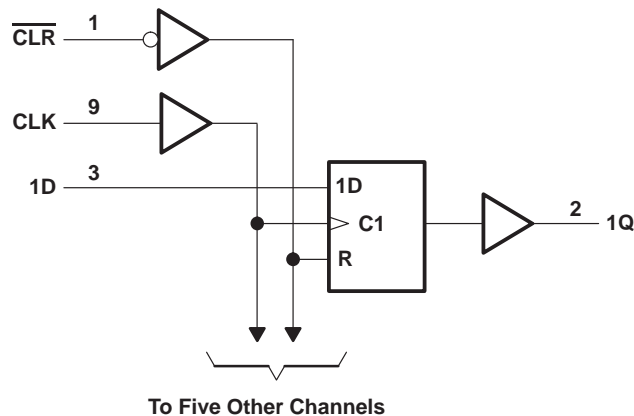 CLR 1
CLK 9
1D 3
1D
C1
R
2 1Q
To Five Other Channels